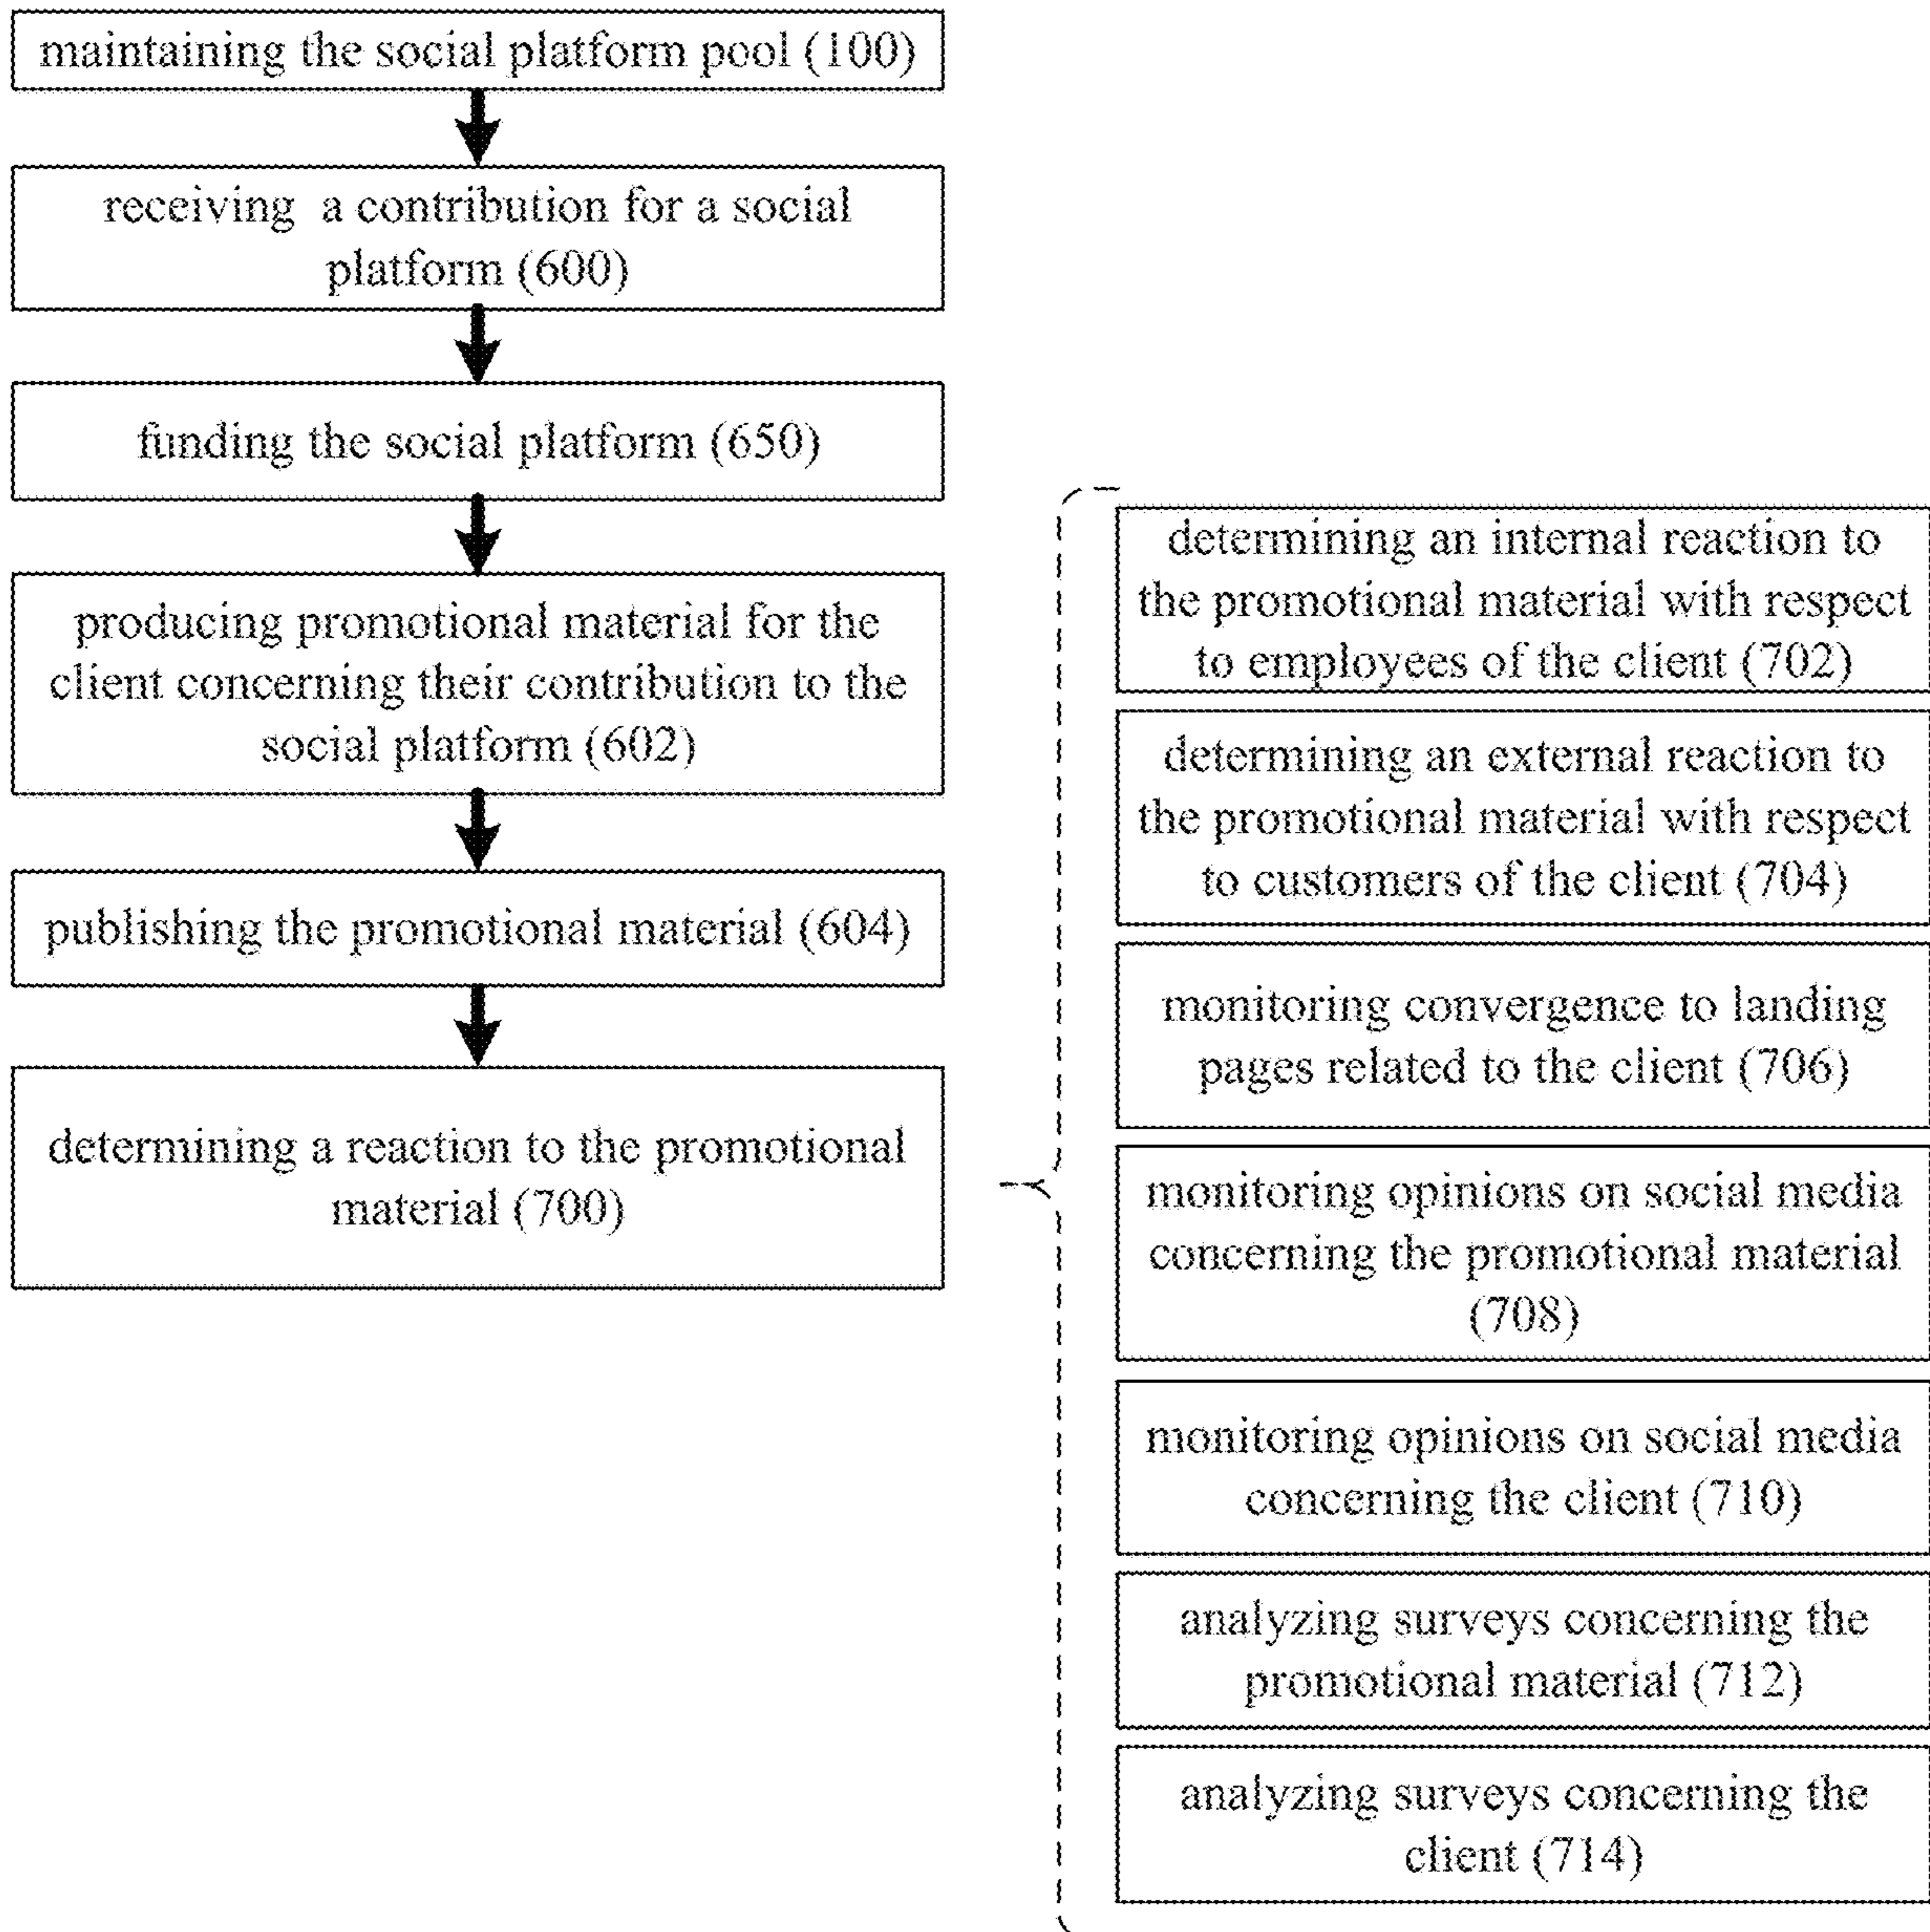 maintaining the social platform pool (100)
receiving a contribution for a social
platform (600)
funding the social platform (650)
producing promotional material for the
client concerning their contribution to the
social platform (602)
publishing the promotional material (604)
determining a reaction to the promotional
material (700)
determining an internal reaction to
the promotional material with respect
to employees of the client (702)
determining an external reaction to
the promotional material with respect
to customers of the client (704)
monitoring convergence to landing
pages related to the client (706)
monitoring opinions on social media
concerning the promotional material
(708)
monitoring opinions on social media
concerning the client (710)
analyzing surveys concerning the
promotional material (712)
analyzing surveys concerning the
client (714)